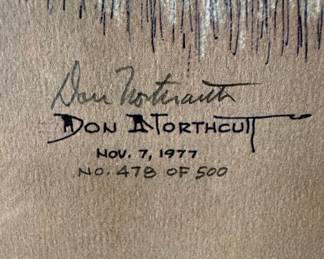 Don Northcutt
DON NORTHCUTT
NOV. 7, 1977
NO. 478 OF 500